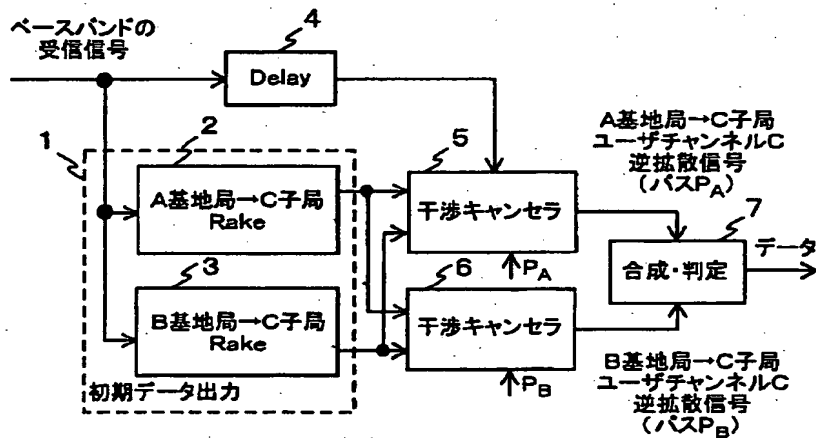 ベースバンドの
受信信号
4
Delay
1
2
A基地局→C子局
Rake
3
B基地局→C子局
Rake
初期データ出力
5
干渉キャンセラ
PA
6
干渉キャンセラ
PB
A基地局→C子局
ユーザチャンネルC
逆拡散信号
(パスPA)
7
合成・判定
データ
B基地局→C子局
ユーザチャンネルC
逆拡散信号
(パスPB)